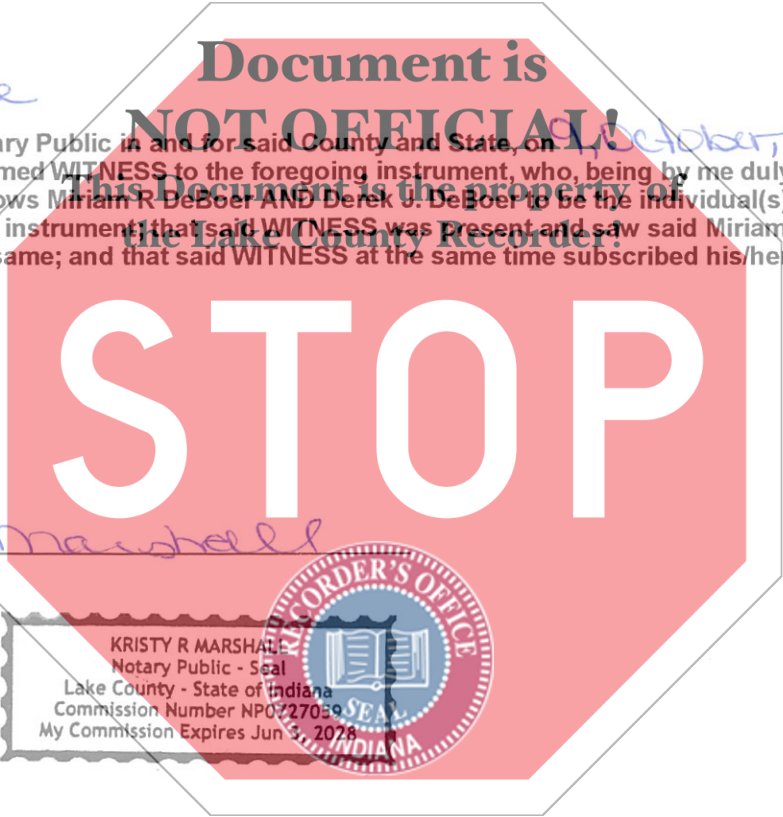 Document is
NOT OFFICIAL!
This Document is the property of
the Lake County Recorder!
ary Public in and for said County and State, on 9, October,
med WITNESS to the foregoing instrument, who, being by me duly
ows Miriam R DeBoer AND Derek J. DeBoer to be the individual(s)
instrument; that said WITNESS was present and saw said Miriam
same; and that said WITNESS at the same time subscribed his/her
STOP
Marshall
RECORDER'S OFFICE
SEAL
INDIANA
KRISTY R MARSHALL
Notary Public - Seal
Lake County - State of Indiana
Commission Number NP0727059
My Commission Expires Jun 3, 2028